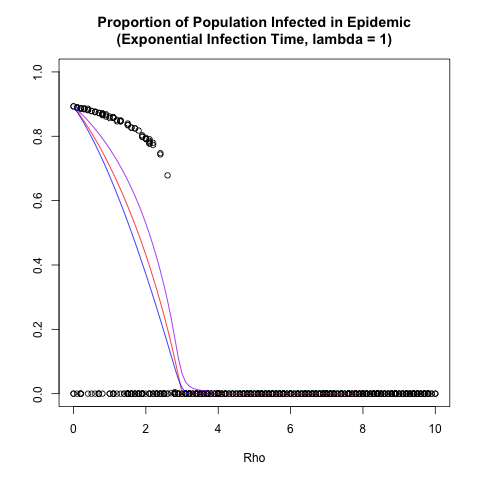 Proportion of Population Infected in Epidemic
(Exponential Infection Time, lambda = 1)
1.0
0.8
0.6
0.4
0.2
0.0
0 2 4 6 8 10
Rho